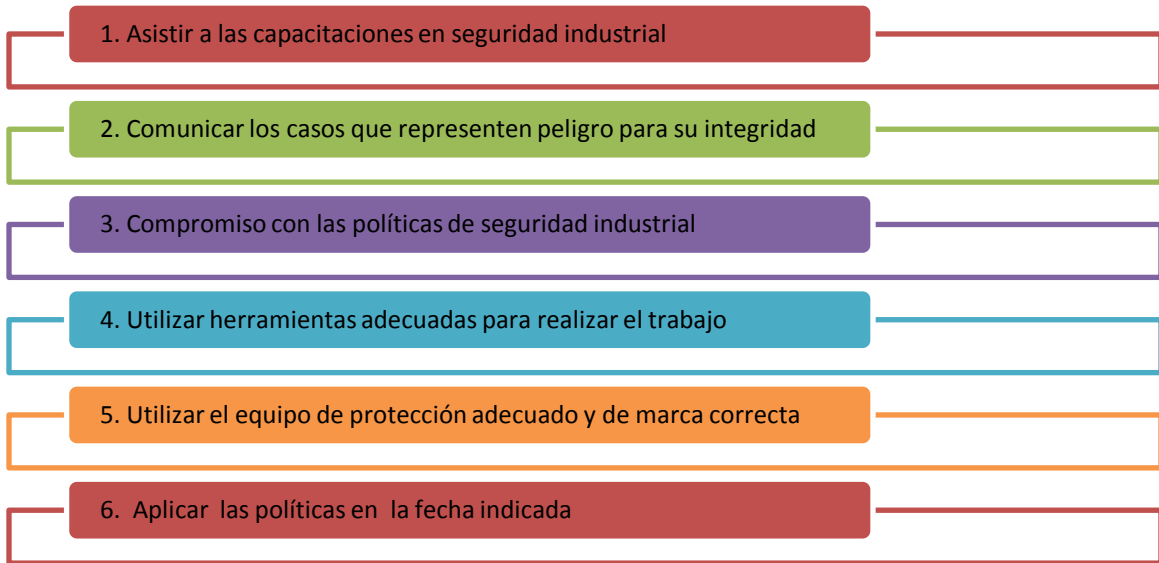 1. Asistir a las capacitaciones en seguridad industrial
2. Comunicar los casos que representen peligro para su integridad
3. Compromiso con las políticas de seguridad industrial
4. Utilizar herramientas adecuadas para realizar el trabajo
5. Utilizar el equipo de protección adecuado y de marca correcta
6. Aplicar las políticas en la fecha indicada